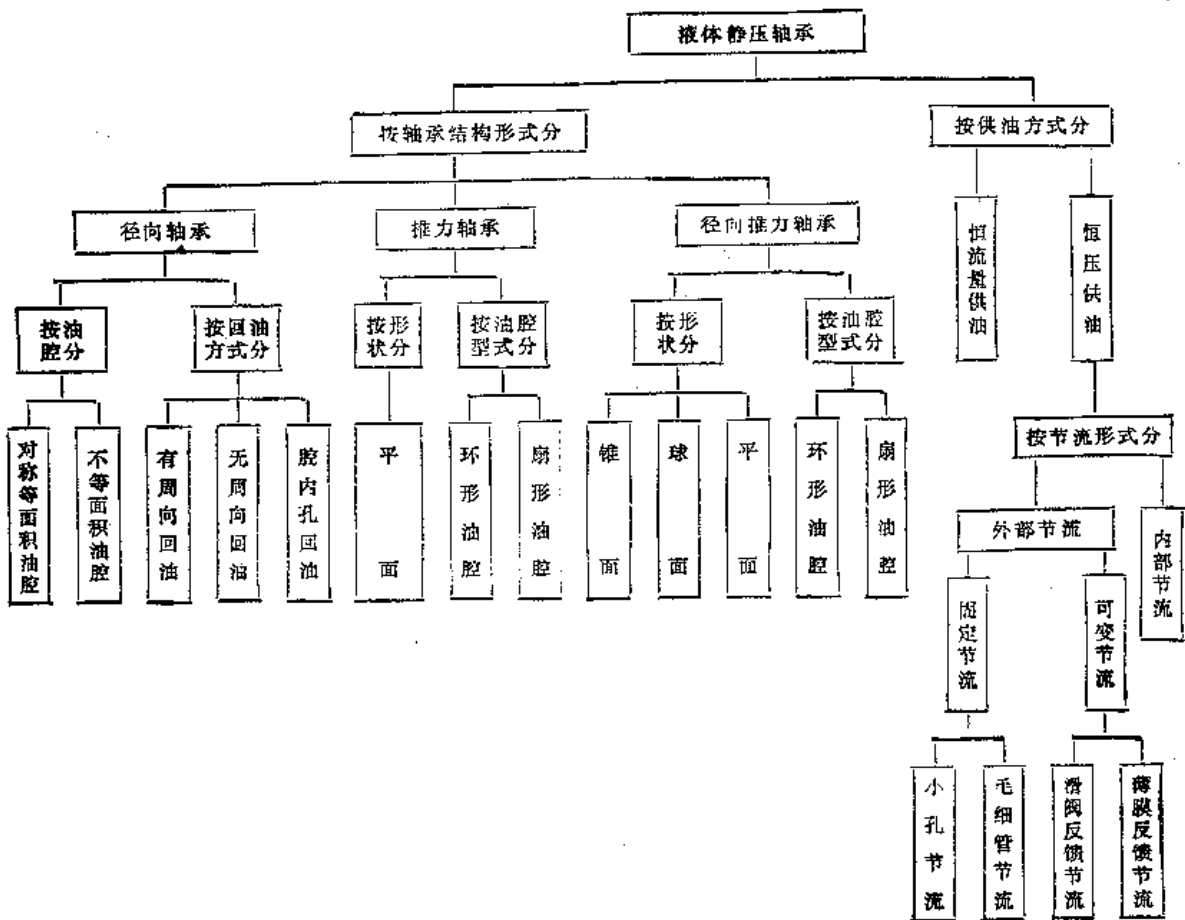 液体静压轴承
按轴承结构形式分
按供油方式分
径向轴承
推力轴承
径向推力轴承
恒流量供油
恒压供油
按油
腔分
按回油
方式分
按形
状分
按油腔
型式分
按形
状分
按油腔
型式分
对称等面积油腔
不等面积油腔
有周向回油
无周向回油
腔内孔回油
平面
环形油腔
扇形油腔
锥面
球面
平面
环形油腔
扇形油腔
按节流形式分
外部节流
内部节流
固定节流
可变节流
小孔节流
毛细管节流
滑阀反馈节流
薄膜反馈节流